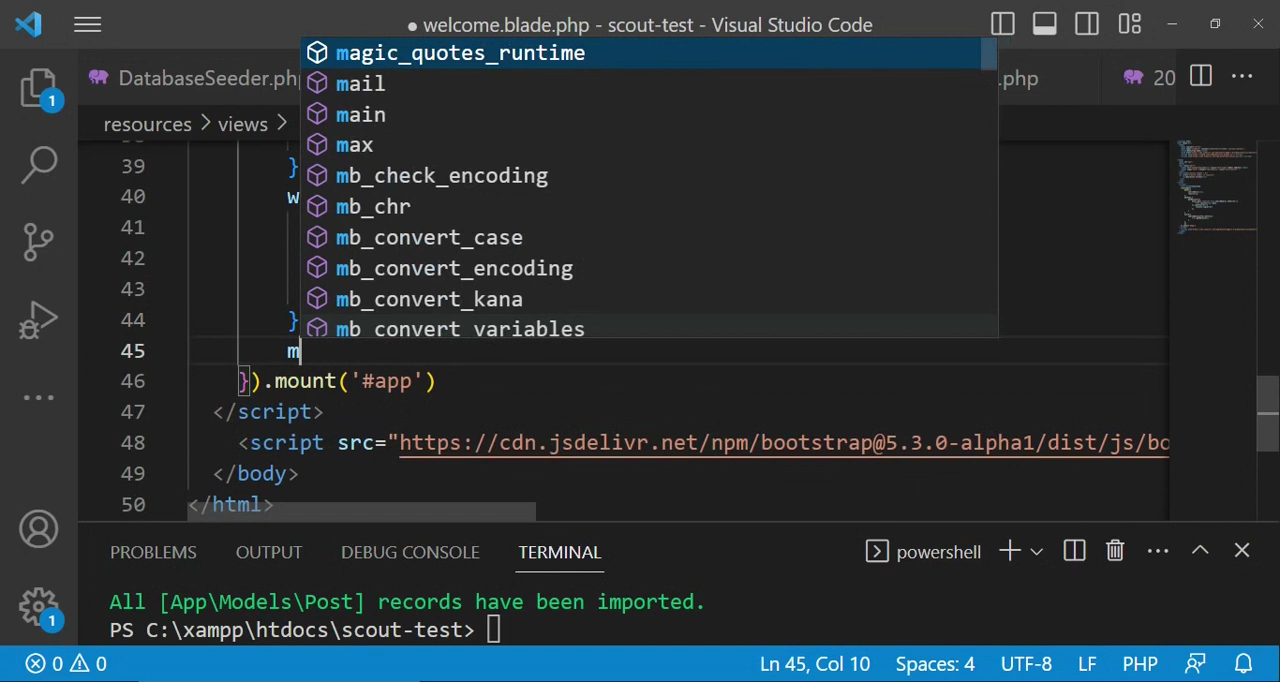 ● welcome.blade.php - scout-test - Visual Studio Code
DatabaseSeeder.php
.php
20
resources > views >
magic_quotes_runtime
mail
main
max
mb_check_encoding
mb_chr
mb_convert_case
mb_convert_encoding
mb_convert_kana
mb_convert_variables
39 }
40 w
41
42
43
44 }
45 m
46 }).mount('#app')
47 </script>
48 <script src="https://cdn.jsdelivr.net/npm/bootstrap@5.3.0-alpha1/dist/js/bo
49 </body>
50 </html>
1
1
PROBLEMS OUTPUT DEBUG CONSOLE TERMINAL powershell
All [App\Models\Post] records have been imported.
PS C:\xampp\htdocs\scout-test>
0 0 Ln 45, Col 10 Spaces: 4 UTF-8 LF PHP